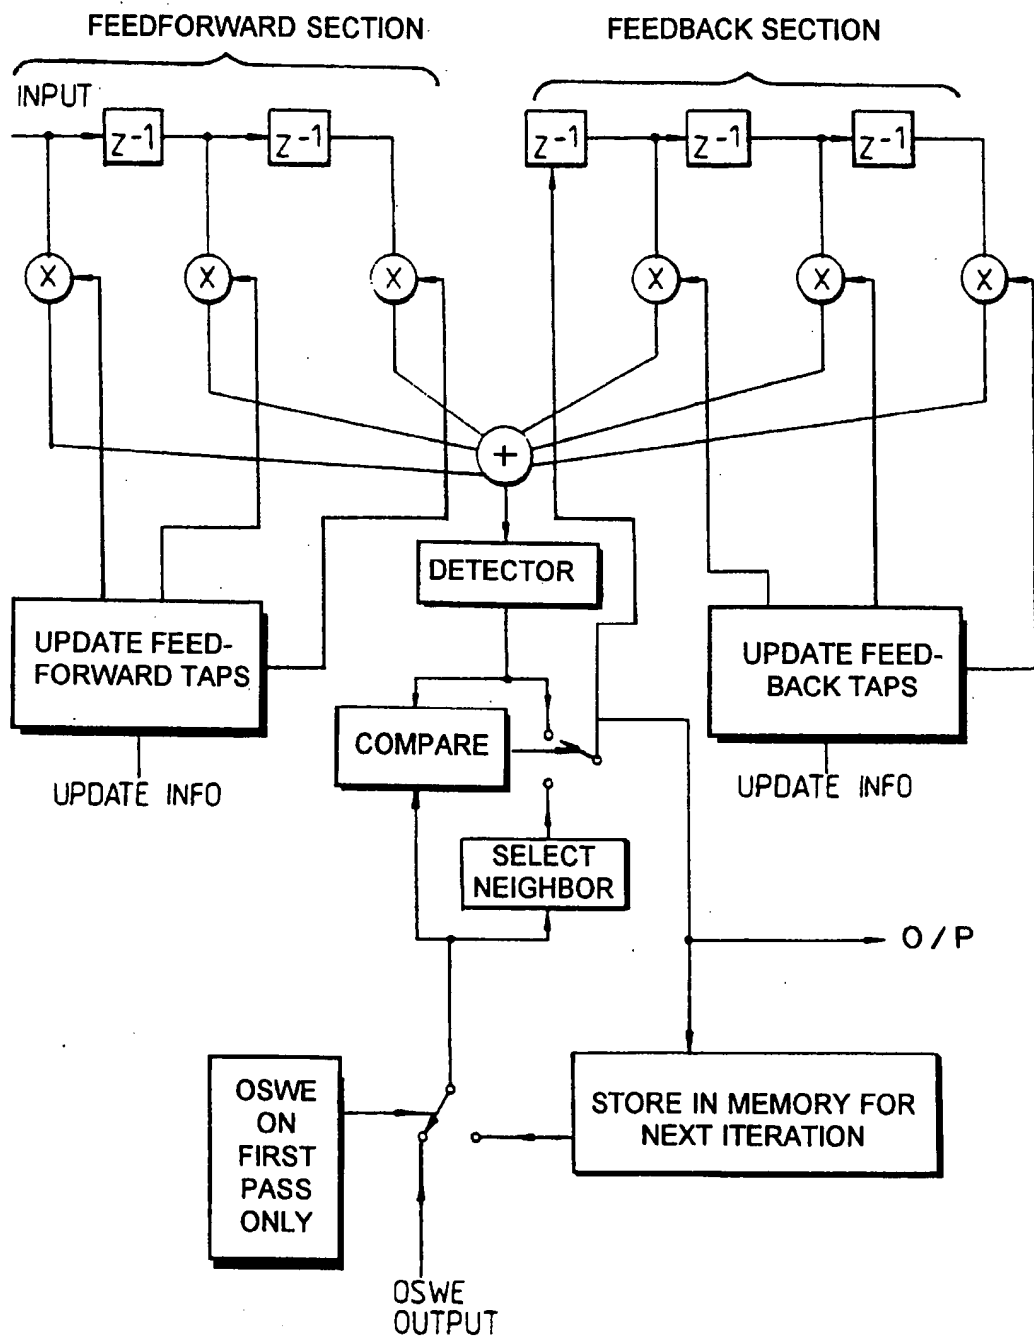 FEEDFORWARD SECTION
FEEDBACK SECTION
INPUT
z-1
z-1
z-1
z-1
z-1
X
X
X
X
X
X
+
DETECTOR
UPDATE FEED-
FORWARD TAPS
UPDATE FEED-
BACK TAPS
COMPARE
UPDATE INFO
UPDATE INFO
SELECT
NEIGHBOR
O / P
OSWE
ON
FIRST
PASS
ONLY
STORE IN MEMORY FOR
NEXT ITERATION
OSWE
OUTPUT